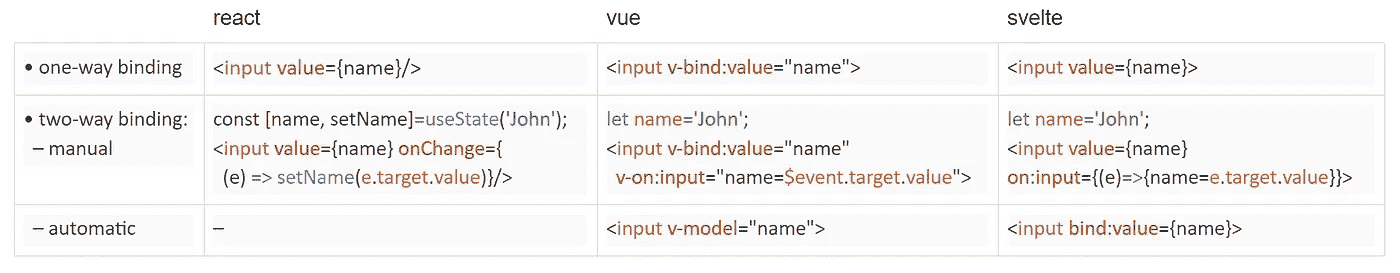 react vue svelte
• one-way binding <input value={name}/> <input v-bind:value="name"> <input value={name}>
• two-way binding: const [name, setName]=useState('John'); let name='John'; let name='John';
– manual <input value={name} onChange={ <input v-bind:value="name" <input value={name}
(e) => setName(e.target.value)}/> v-on:input="name=$event.target.value"> on:input={(e)=>{name=e.target.value}}>
– automatic – <input v-model="name"> <input bind:value={name}>